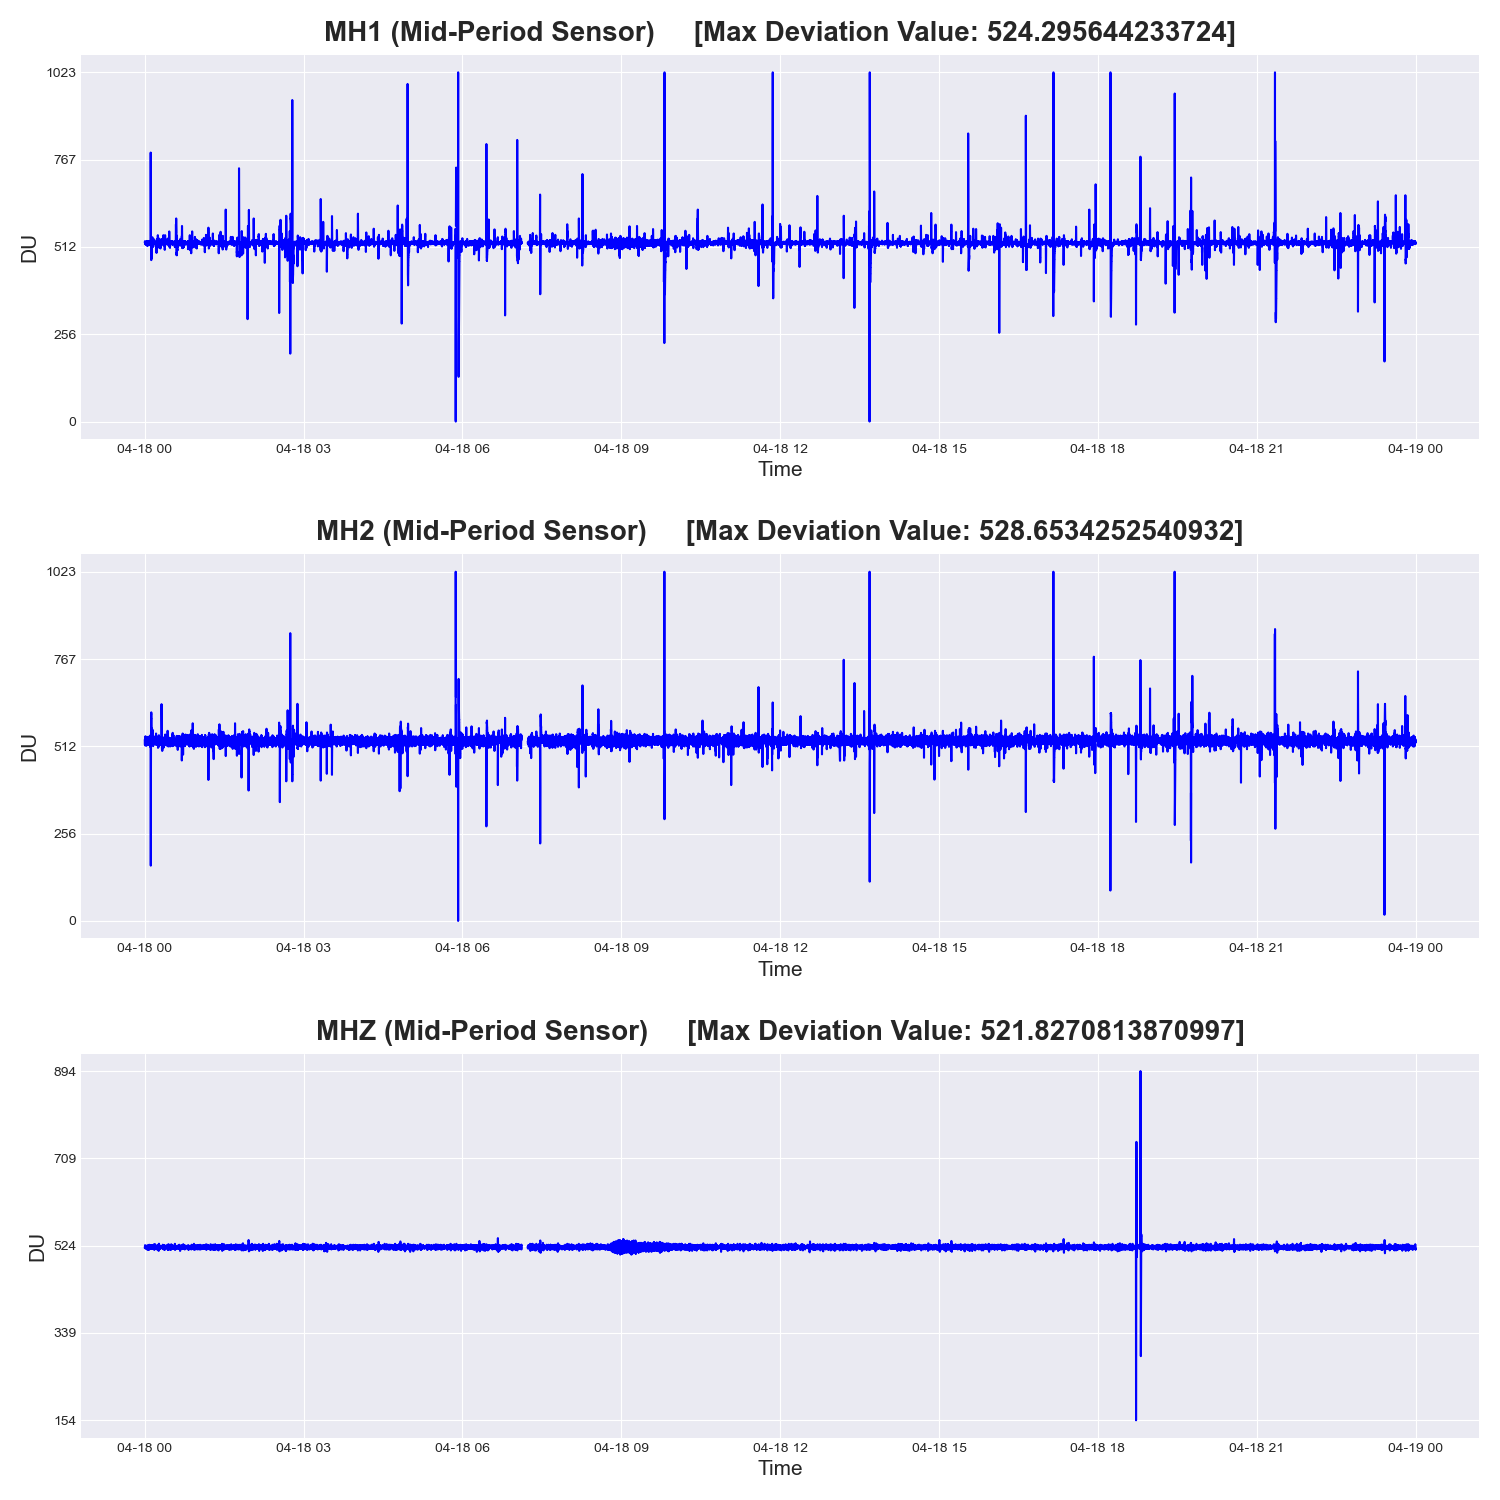 MH1 (Mid-Period Sensor) [Max Deviation Value: 524.295644233724]
1023
767
512
256
0
DU
04-18 00 04-18 03 04-18 06 04-18 09 04-18 12 04-18 15 04-18 18 04-18 21 04-19 00
Time
MH2 (Mid-Period Sensor) [Max Deviation Value: 528.6534252540932]
1023
767
512
256
0
DU
04-18 00 04-18 03 04-18 06 04-18 09 04-18 12 04-18 15 04-18 18 04-18 21 04-19 00
Time
MHZ (Mid-Period Sensor) [Max Deviation Value: 521.8270813870997]
894
709
524
339
154
DU
04-18 00 04-18 03 04-18 06 04-18 09 04-18 12 04-18 15 04-18 18 04-18 21 04-19 00
Time